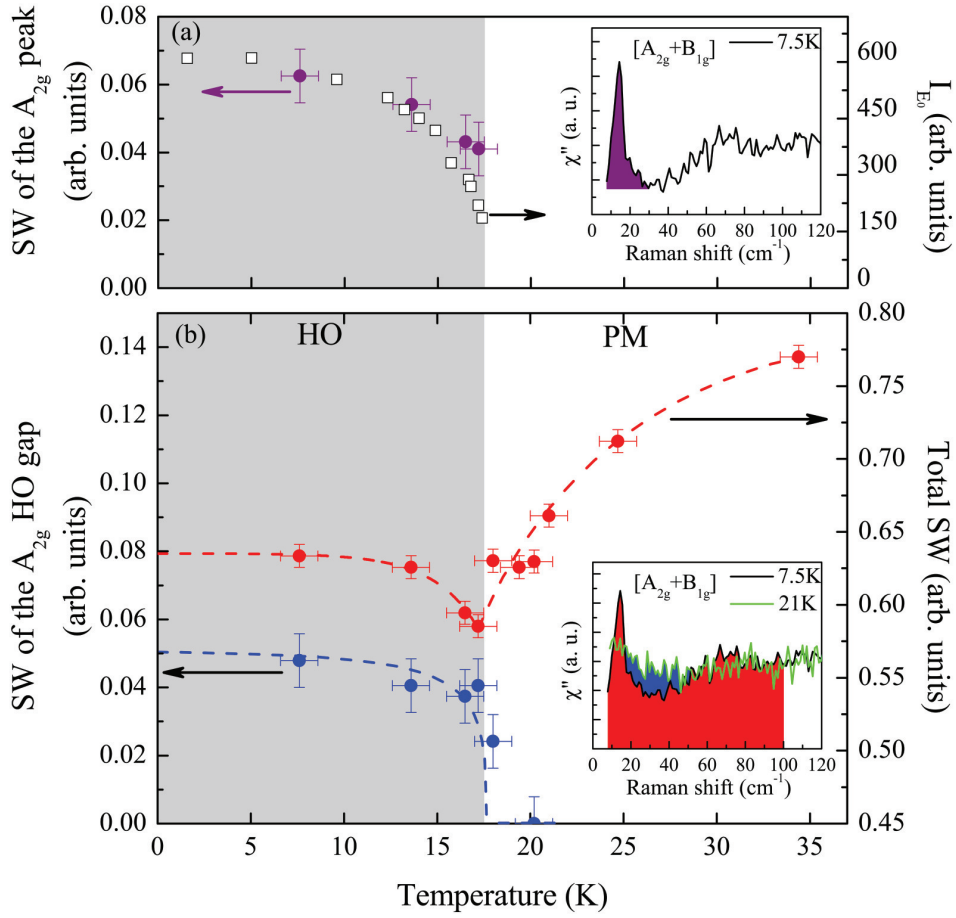 (a)
SW of the A2g peak
(arb. units)
0.08
0.06
0.04
0.02
0.00
600
450
300
150
0
IE0 (arb. units)
[A2g+B1g]
7.5K
χ" (a. u.)
0 20 40 60 80 100 120
Raman shift (cm-1)
(b)
HO
PM
SW of the A2g HO gap
(arb. units)
0.14
0.12
0.10
0.08
0.06
0.04
0.02
0.00
0.80
0.75
0.70
0.65
0.60
0.55
0.50
0.45
Total SW (arb. units)
[A2g+B1g]
7.5K
21K
χ" (a. u.)
0 20 40 60 80 100 120
Raman shift (cm-1)
0 5 10 15 20 25 30 35
Temperature (K)